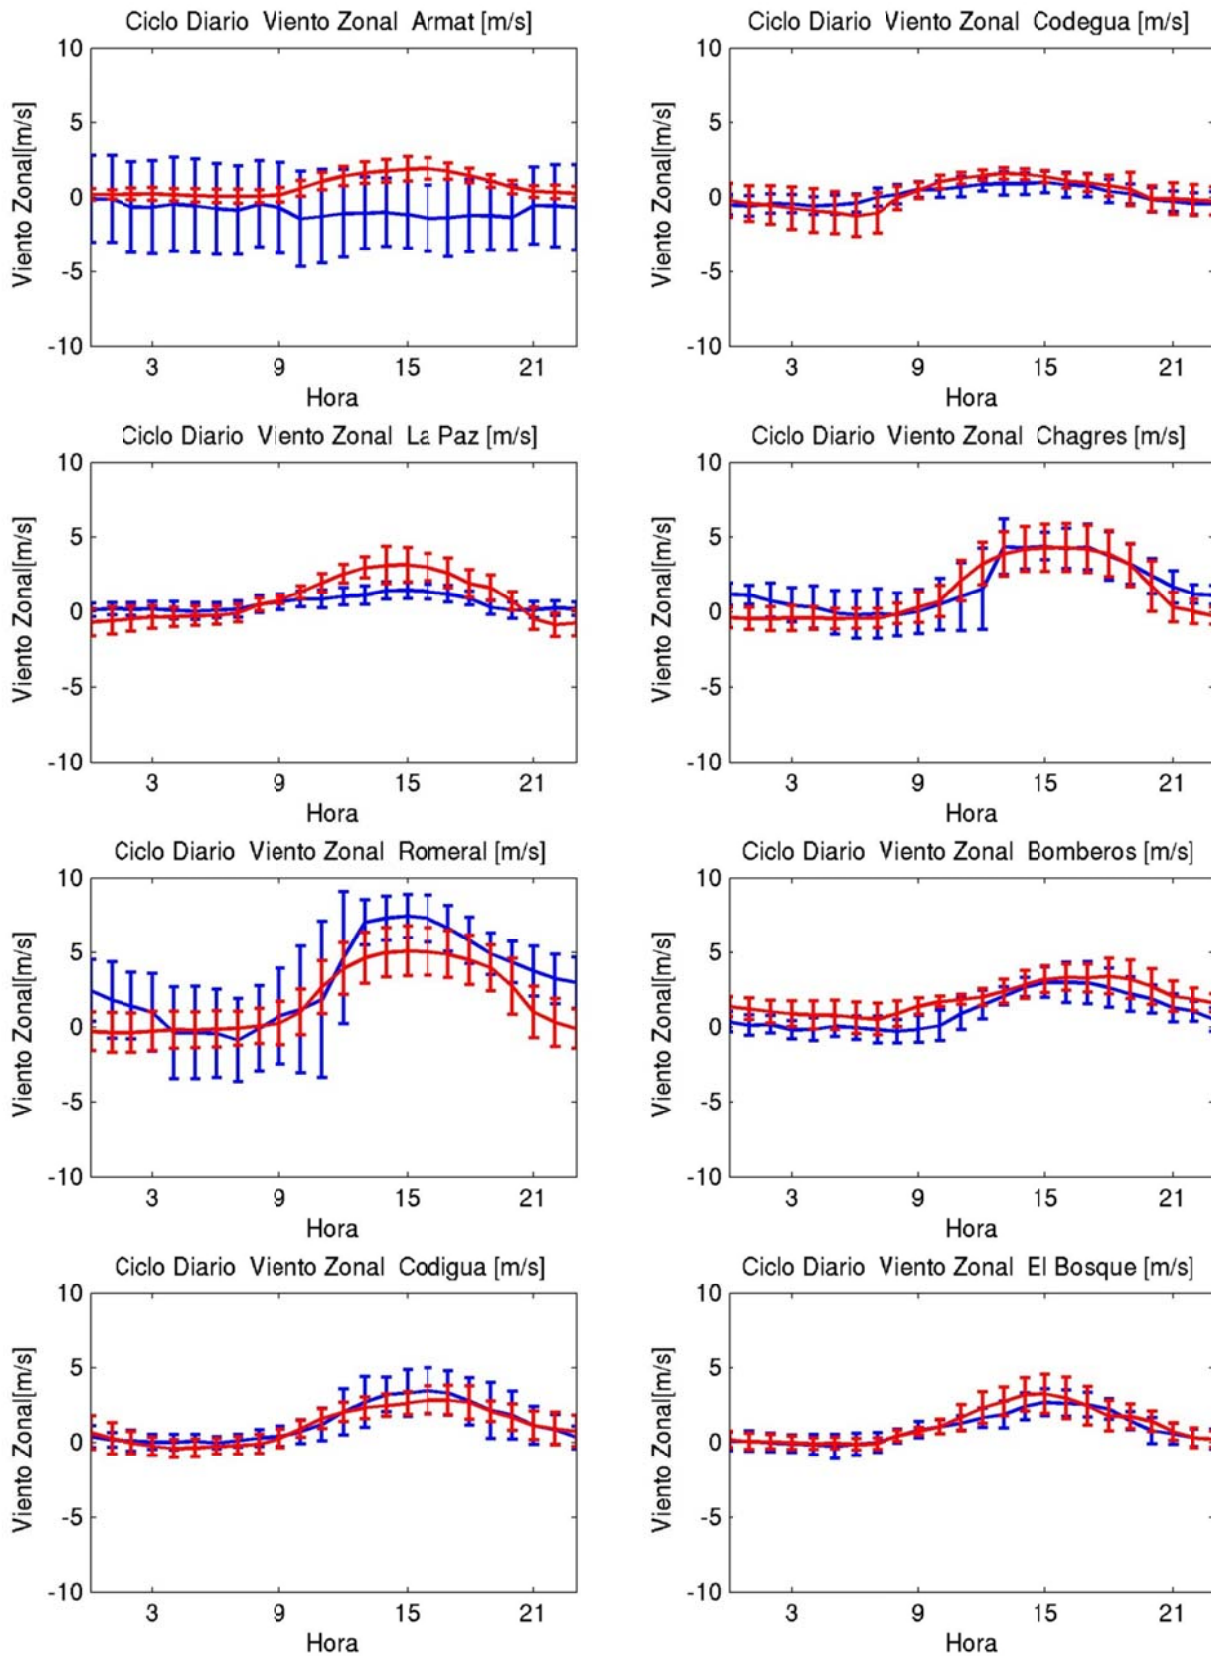 Ciclo Diario Viento Zonal Armat [m/s]
10
5
0
-5
-10
Viento Zonal[m/s]
3 9 15 21
Hora
Ciclo Diario Viento Zonal Codegua [m/s]
10
5
0
-5
-10
Viento Zonal[m/s]
3 9 15 21
Hora
Ciclo Diario Viento Zonal La Paz [m/s]
10
5
0
-5
-10
Viento Zonal[m/s]
3 9 15 21
Hora
Ciclo Diario Viento Zonal Chagres [m/s]
10
5
0
-5
-10
Viento Zonal[m/s]
3 9 15 21
Hora
Ciclo Diario Viento Zonal Romeral [m/s]
10
5
0
-5
-10
Viento Zonal[m/s]
3 9 15 21
Hora
Ciclo Diario Viento Zonal Bomberos [m/s]
10
5
0
-5
-10
Viento Zonal[m/s]
3 9 15 21
Hora
Ciclo Diario Viento Zonal Codigua [m/s]
10
5
0
-5
-10
Viento Zonal[m/s]
3 9 15 21
Hora
Ciclo Diario Viento Zonal El Bosque [m/s]
10
5
0
-5
-10
Viento Zonal[m/s]
3 9 15 21
Hora